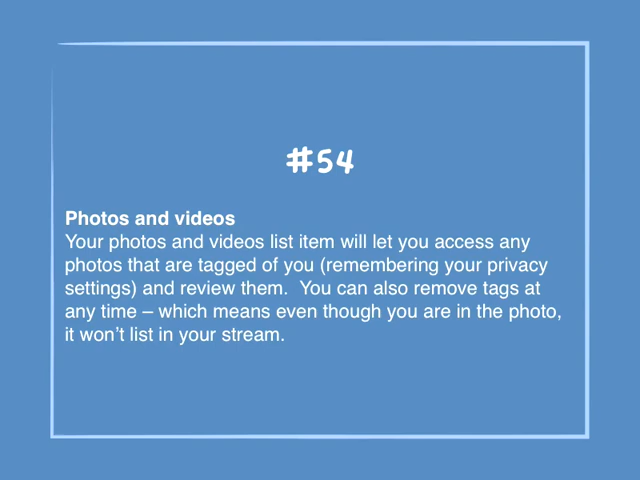 #54
Photos and videos
Your photos and videos list item will let you access any
photos that are tagged of you (remembering your privacy
settings) and review them.  You can also remove tags at
any time – which means even though you are in the photo,
it won’t list in your stream.